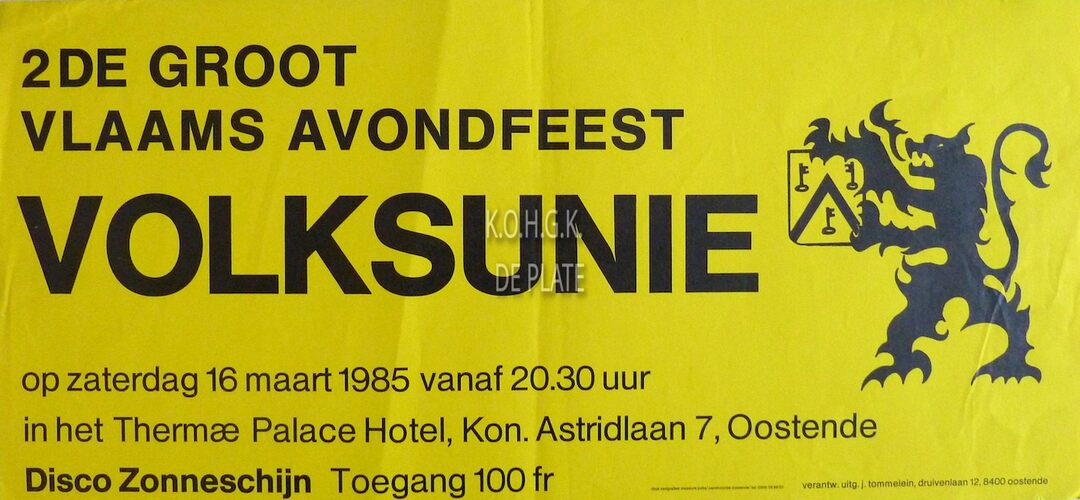 2DE GROOT
VLAAMS AVONDFEEST
VOLKSUNIE
K.O.H.G.K.
DE PLATE
op zaterdag 16 maart 1985 vanaf 20.30 uur
in het Thermæ Palace Hotel, Kon. Astridlaan 7, Oostende
Disco Zonneschijn Toegang 100 fr
verantw. uitg. j. tommelein, druivenlaan 12, 8400 oostende